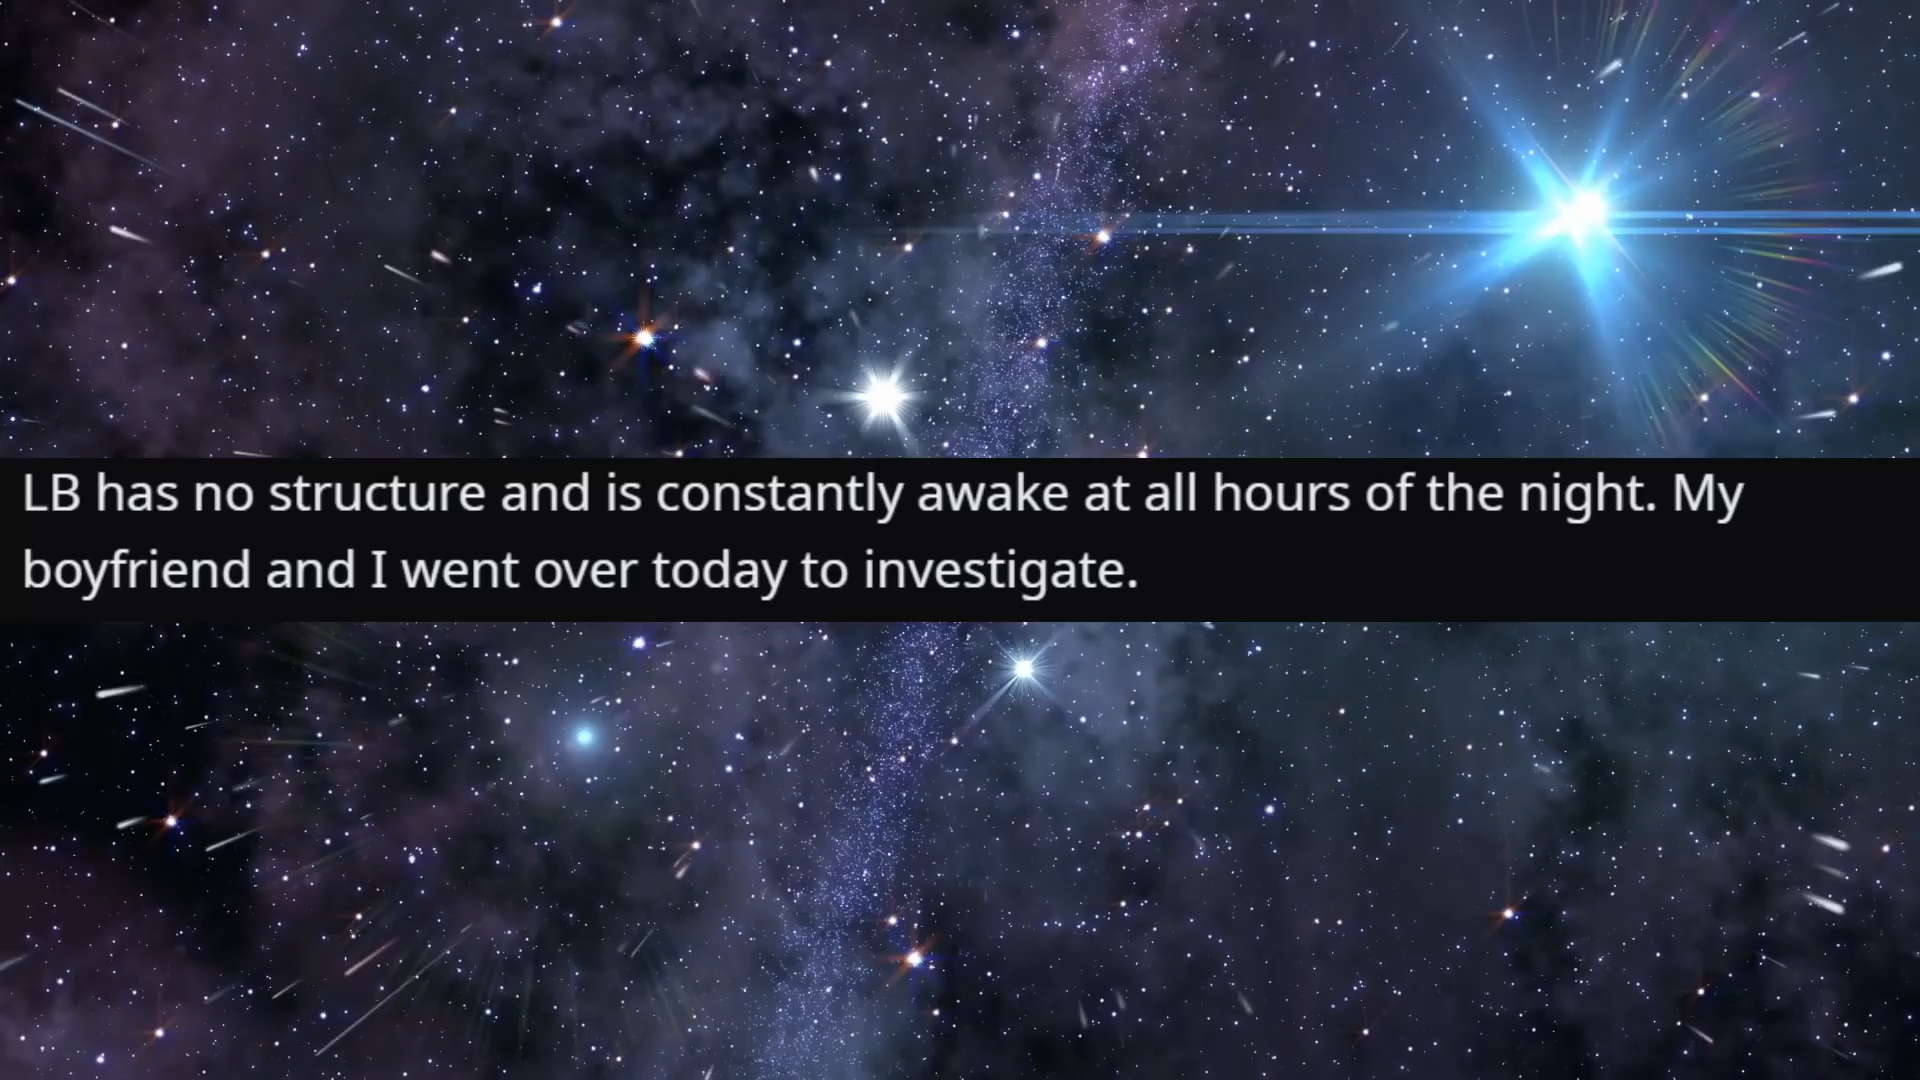 LB has no structure and is constantly awake at all hours of the night. My
boyfriend and I went over today to investigate.